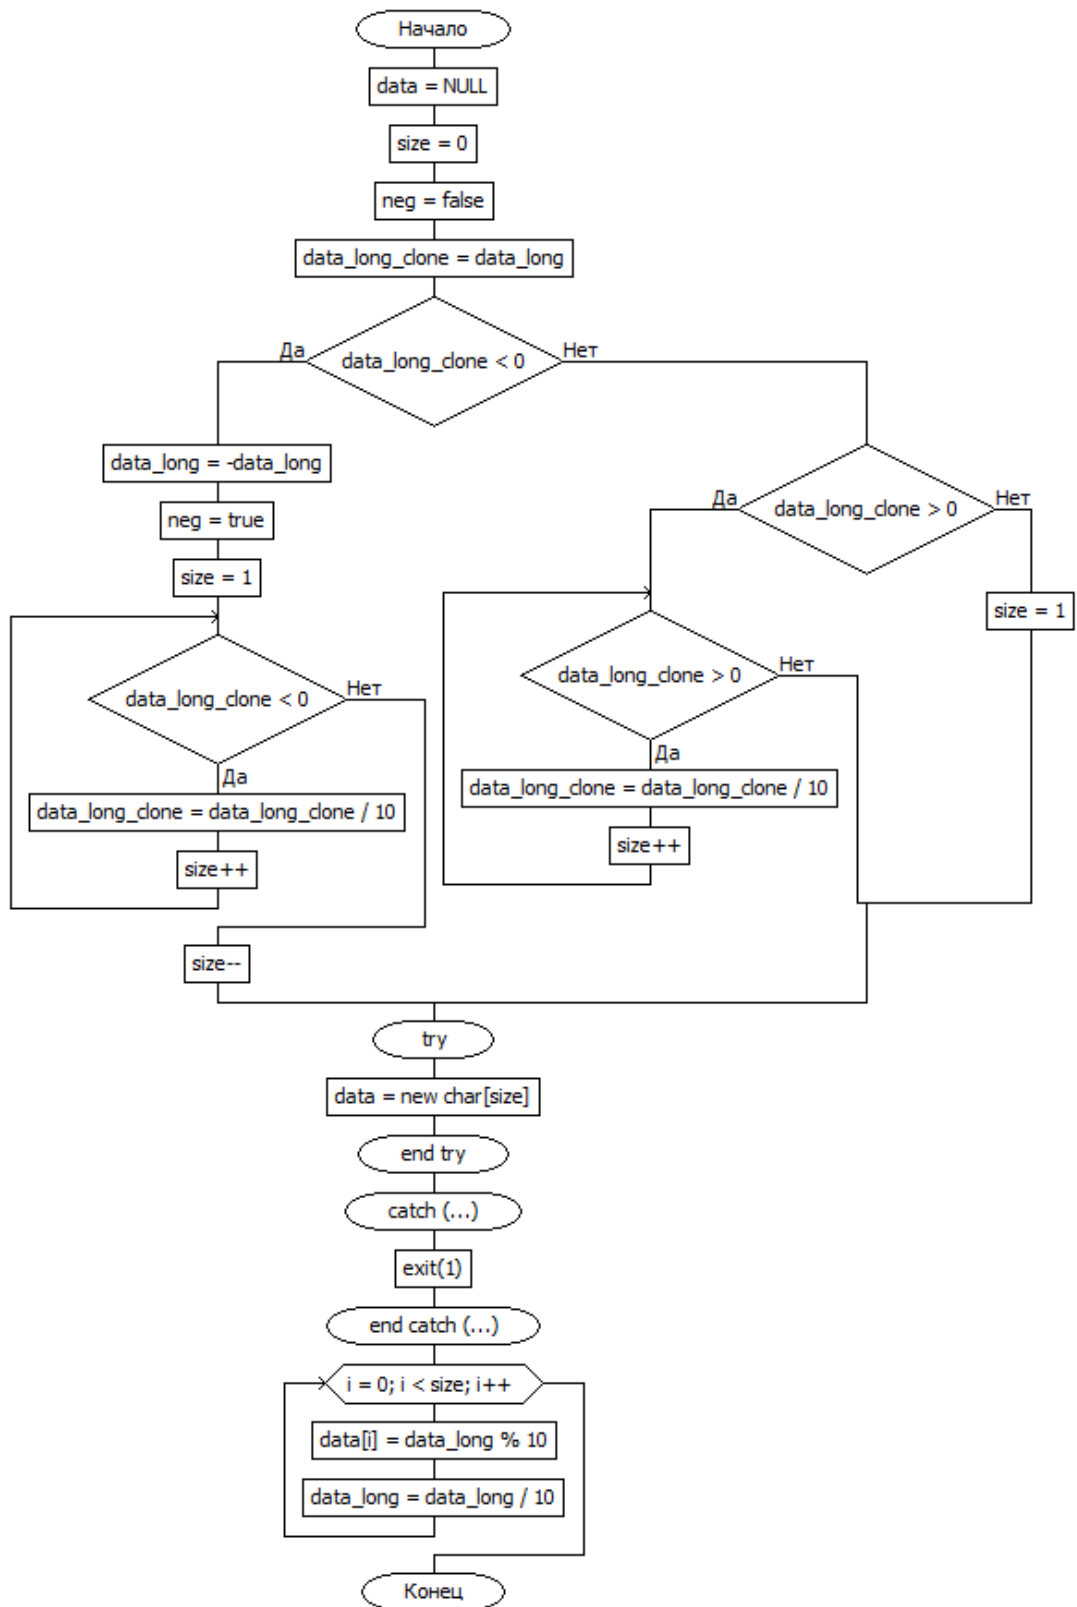 Начало
data = NULL
size = 0
neg = false
data_long_clone = data_long
Да
data_long_clone < 0
Нет
data_long = -data_long
neg = true
size = 1
data_long_clone < 0
Нет
Да
data_long_clone = data_long_clone / 10
size++
size--
Да
data_long_clone > 0
Нет
data_long_clone > 0
Нет
Да
data_long_clone = data_long_clone / 10
size++
size = 1
try
data = new char[size]
end try
catch (...)
exit(1)
end catch (...)
i = 0; i < size; i++
data[i] = data_long % 10
data_long = data_long / 10
Конец